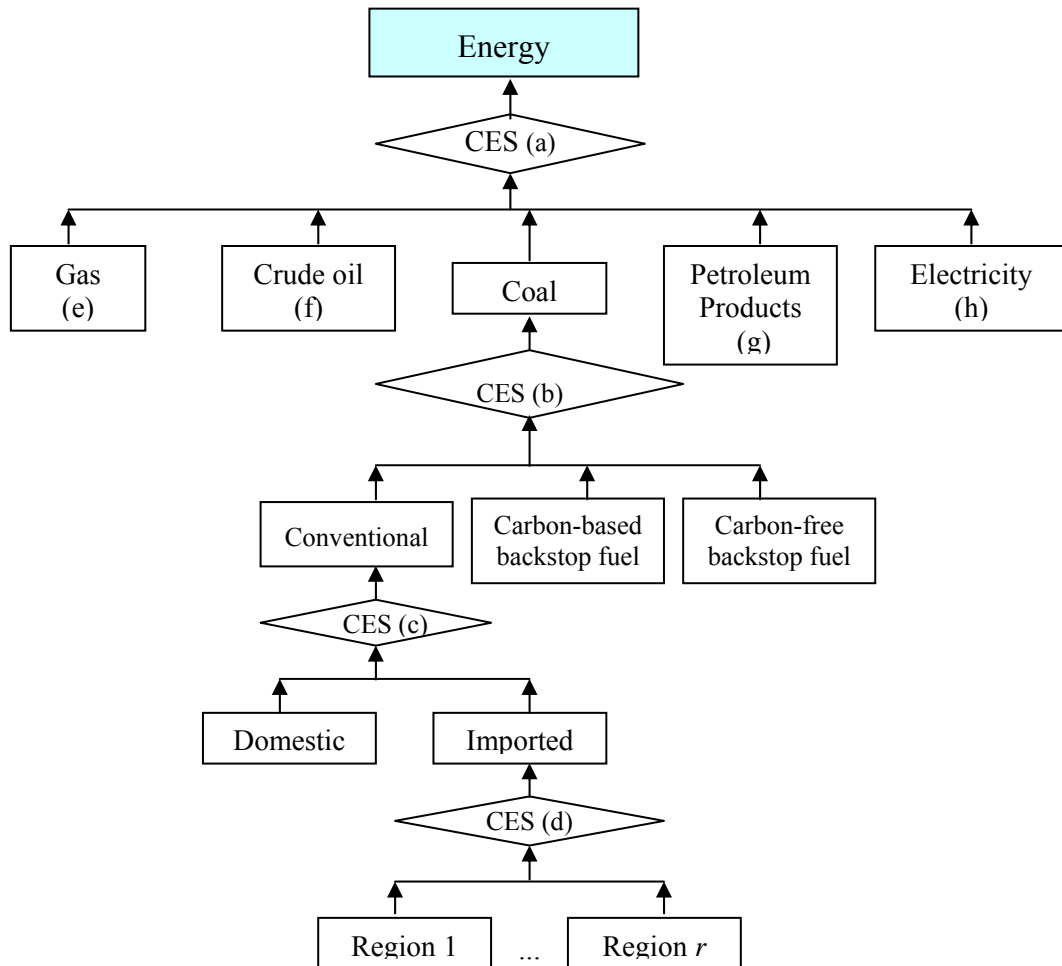 Energy
CES (a)
Gas
(e)
Crude oil
(f)
Coal
Petroleum
Products
(g)
Electricity
(h)
CES (b)
Conventional
Carbon-based
backstop fuel
Carbon-free
backstop fuel
CES (c)
Domestic
Imported
CES (d)
Region 1
...
Region r